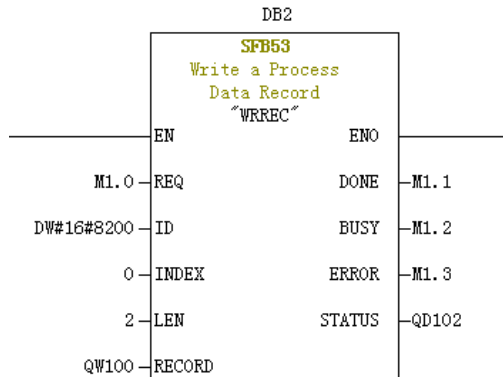 DB2
SFB53
Write a Process
Data Record
"WRREC"
EN ENO
M1.0 REQ DONE M1.1
DW#16#8200 ID BUSY M1.2
0 INDEX ERROR M1.3
2 LEN STATUS QD102
QW100 RECORD